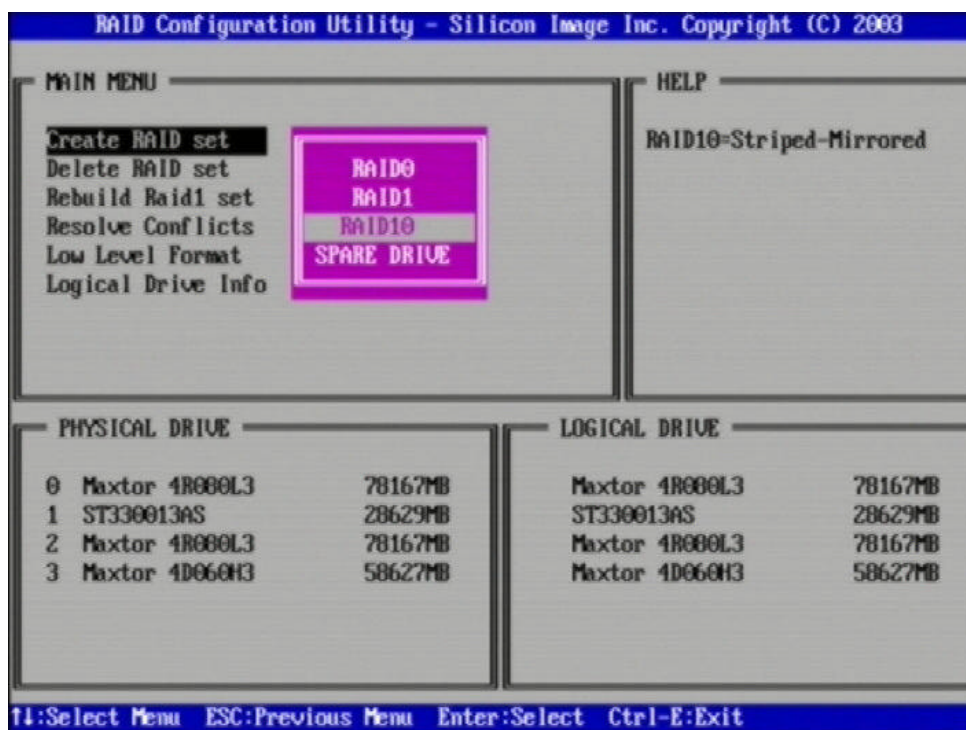 RAID Configuration Utility - Silicon Image Inc. Copyright (C) 2003
MAIN MENU
Create RAID set
Delete RAID set
Rebuild Raid1 set
Resolve Conflicts
Low Level Format
Logical Drive Info
RAID0
RAID1
RAID10
SPARE DRIVE
HELP
RAID10=Striped-Mirrored
PHYSICAL DRIVE
0 Maxtor 4R080L3 78167MB
1 ST330013AS 28629MB
2 Maxtor 4R080L3 78167MB
3 Maxtor 4D060H3 58627MB
LOGICAL DRIVE
Maxtor 4R080L3 78167MB
ST330013AS 28629MB
Maxtor 4R080L3 78167MB
Maxtor 4D060H3 58627MB
↑↓:Select Menu ESC:Previous Menu Enter:Select Ctrl-E:Exit